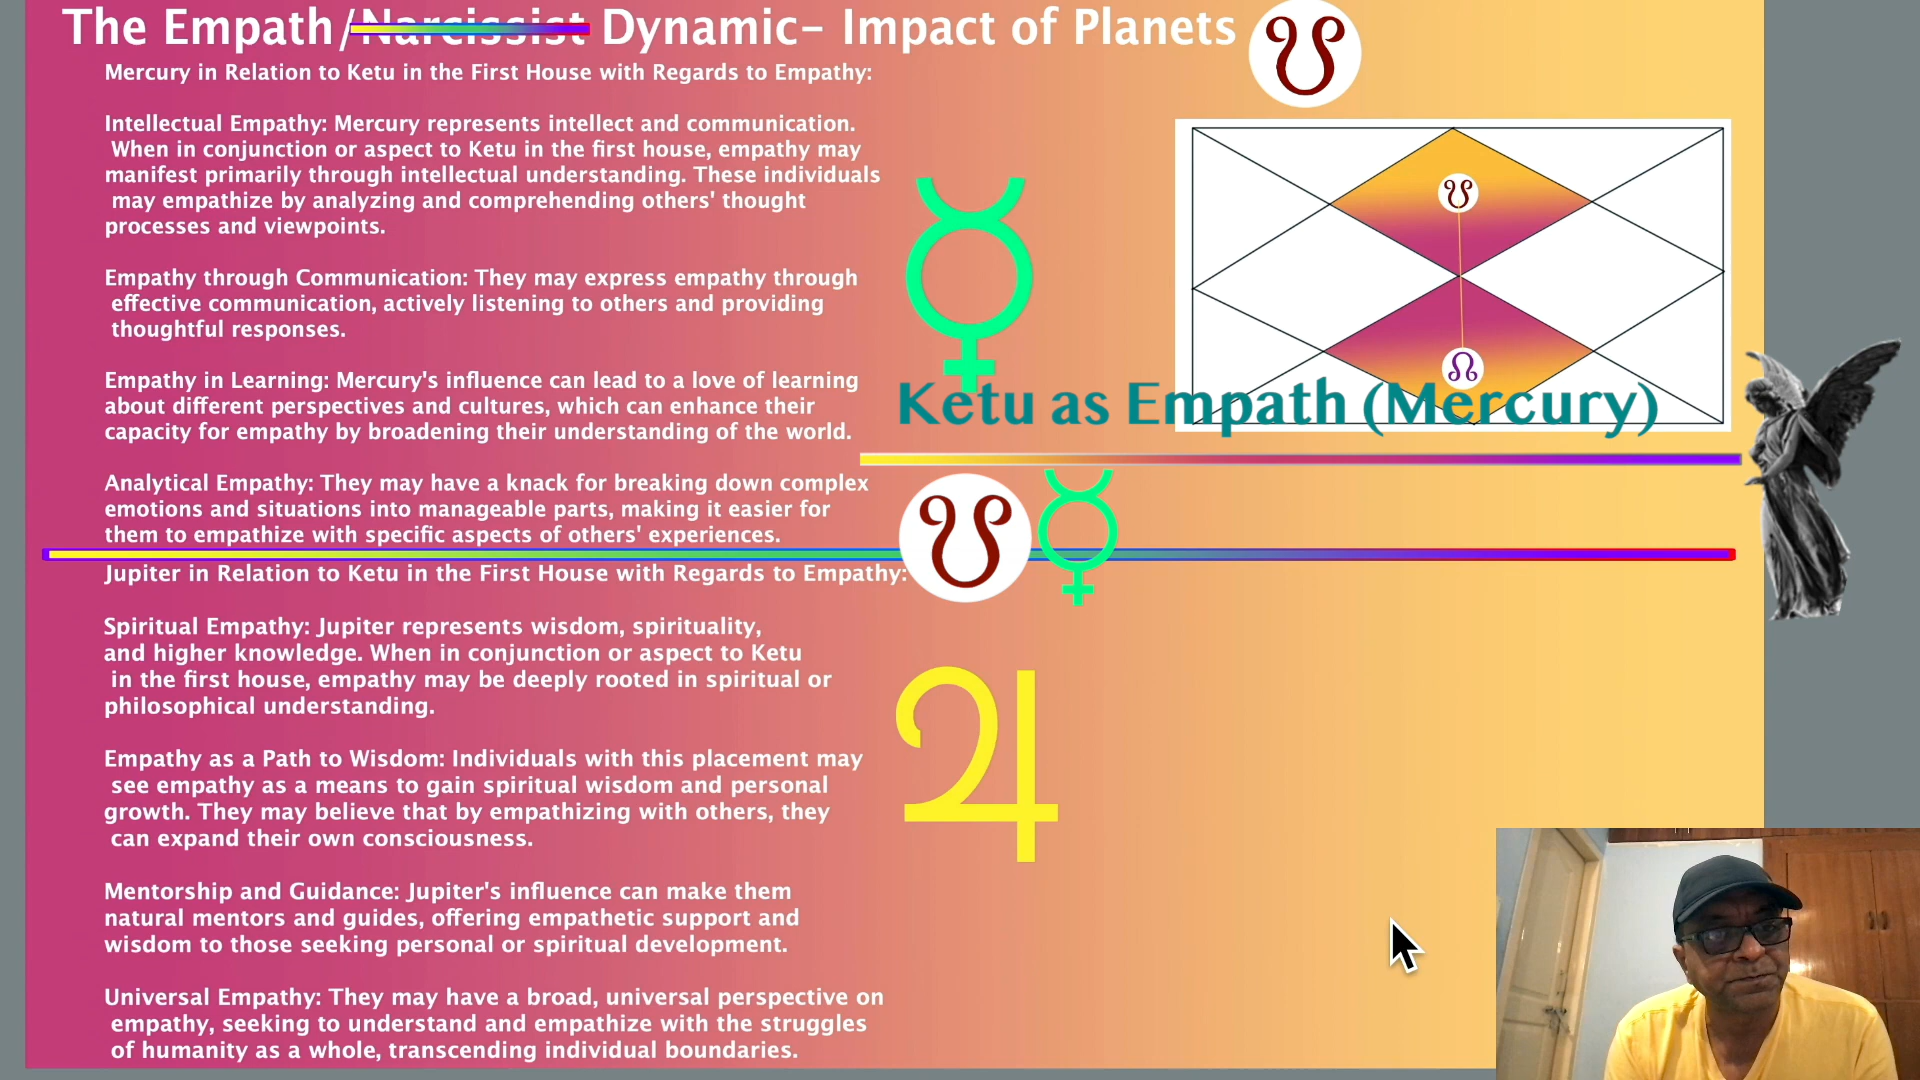 The Empath/Narcissist Dynamic- Impact of Planets
Mercury in Relation to Ketu in the First House with Regards to Empathy:
Intellectual Empathy: Mercury represents intellect and communication.
When in conjunction or aspect to Ketu in the first house, empathy may
manifest primarily through intellectual understanding. These individuals
may empathize by analyzing and comprehending others' thought
processes and viewpoints.
Empathy through Communication: They may express empathy through
effective communication, actively listening to others and providing
thoughtful responses.
Empathy in Learning: Mercury's influence can lead to a love of learning
about different perspectives and cultures, which can enhance their
capacity for empathy by broadening their understanding of the world.
Analytical Empathy: They may have a knack for breaking down complex
emotions and situations into manageable parts, making it easier for
them to empathize with specific aspects of others' experiences.
Ketu as Empath (Mercury)
Jupiter in Relation to Ketu in the First House with Regards to Empathy:
Spiritual Empathy: Jupiter represents wisdom, spirituality,
and higher knowledge. When in conjunction or aspect to Ketu
in the first house, empathy may be deeply rooted in spiritual or
philosophical understanding.
Empathy as a Path to Wisdom: Individuals with this placement may
see empathy as a means to gain spiritual wisdom and personal
growth. They may believe that by empathizing with others, they
can expand their own consciousness.
Mentorship and Guidance: Jupiter's influence can make them
natural mentors and guides, offering empathetic support and
wisdom to those seeking personal or spiritual development.
Universal Empathy: They may have a broad, universal perspective on
empathy, seeking to understand and empathize with the struggles
of humanity as a whole, transcending individual boundaries.